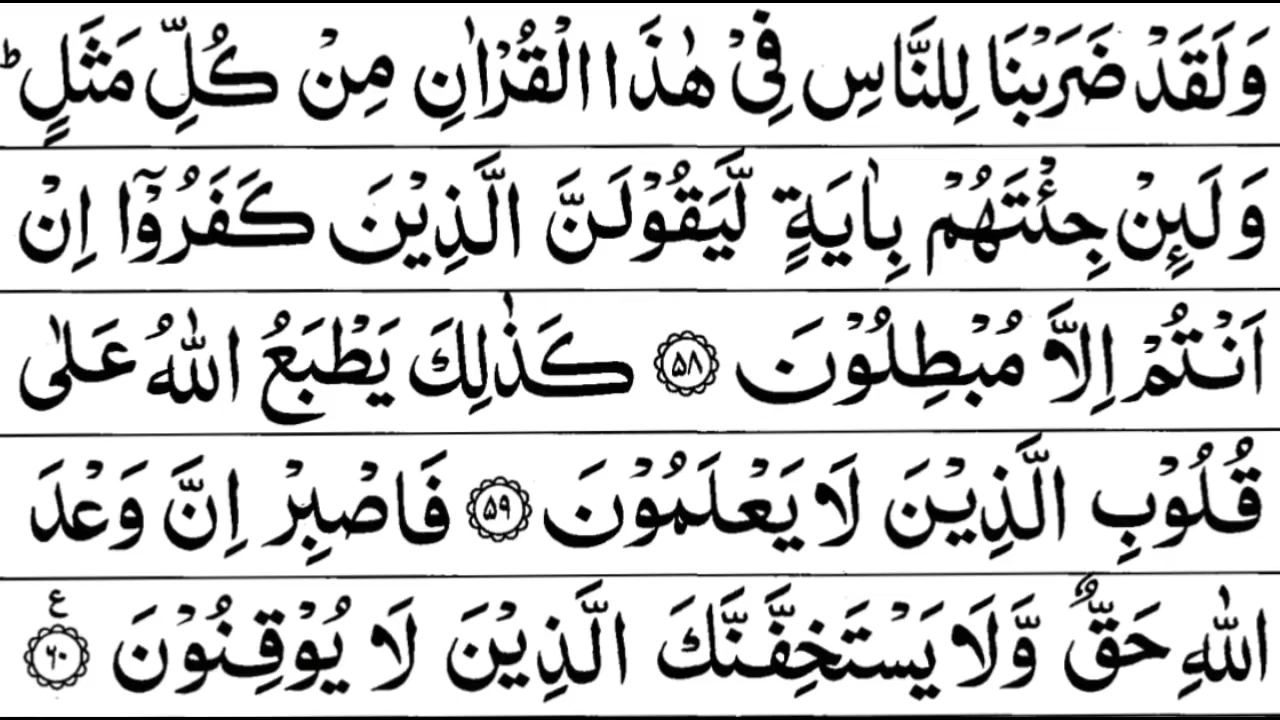 وَلَقَدۡ ضَرَبۡنَا لِلنَّاسِ فِیۡ هٰذَا الۡقُرۡاٰنِ مِنۡ کُلِّ مَثَلٍ ؕ
وَلَئِنۡ جِئۡتَهُمۡ بِاٰیَةٍ لَّیَقُوۡلَنَّ الَّذِیۡنَ کَفَرُوۡۤا اِنۡ
اَنۡتُمۡ اِلَّا مُبۡطِلُوۡنَ ﴿۵۸﴾ کَذٰلِكَ یَطۡبَعُ اللّٰهُ عَلٰی
قُلُوۡبِ الَّذِیۡنَ لَا یَعۡلَمُوۡنَ ﴿۵۹﴾ فَاصۡبِرۡ اِنَّ وَعۡدَ
اللّٰهِ حَقٌّ وَّلَا یَسۡتَخِفَّنَّكَ الَّذِیۡنَ لَا یُوۡقِنُوۡنَ ﴿۶۰﴾ ع